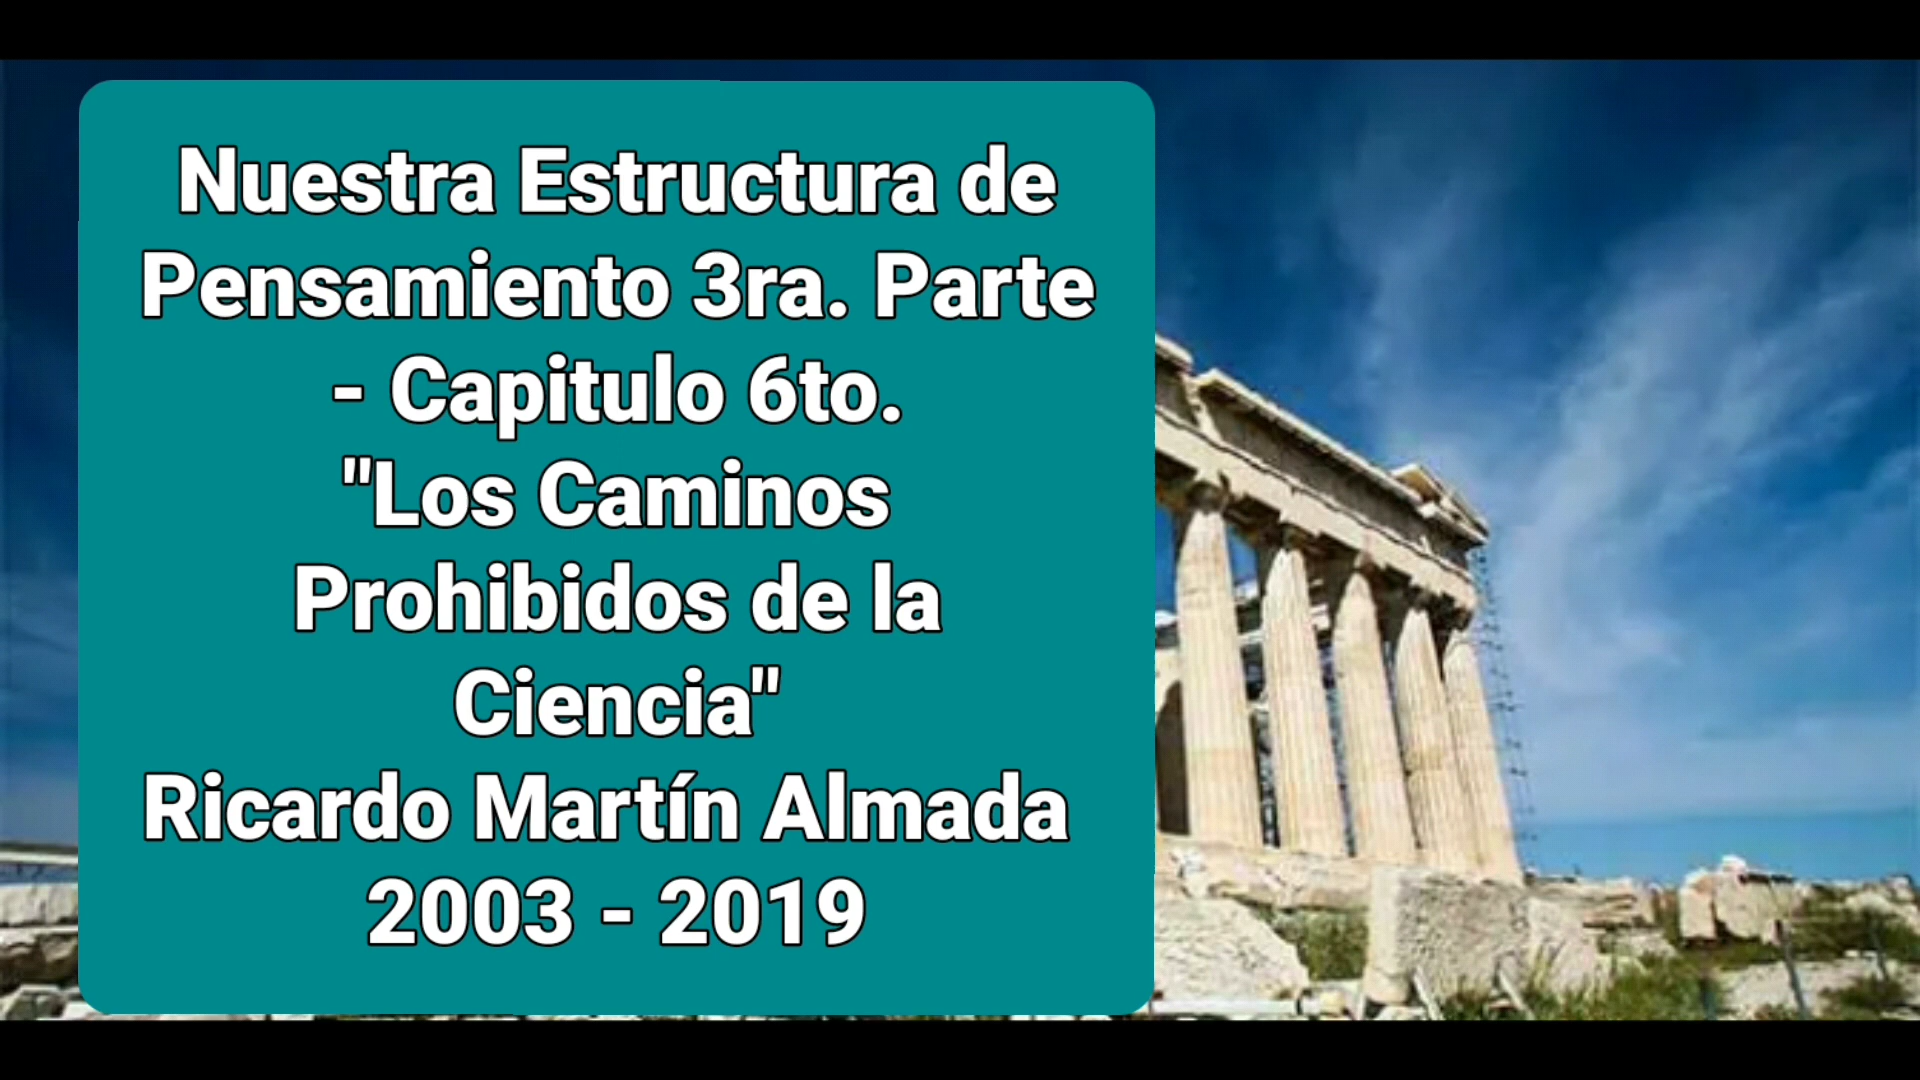 Nuestra Estructura de
Pensamiento 3ra. Parte
- Capitulo 6to.
"Los Caminos
Prohibidos de la
Ciencia"
Ricardo Martín Almada
2003 - 2019